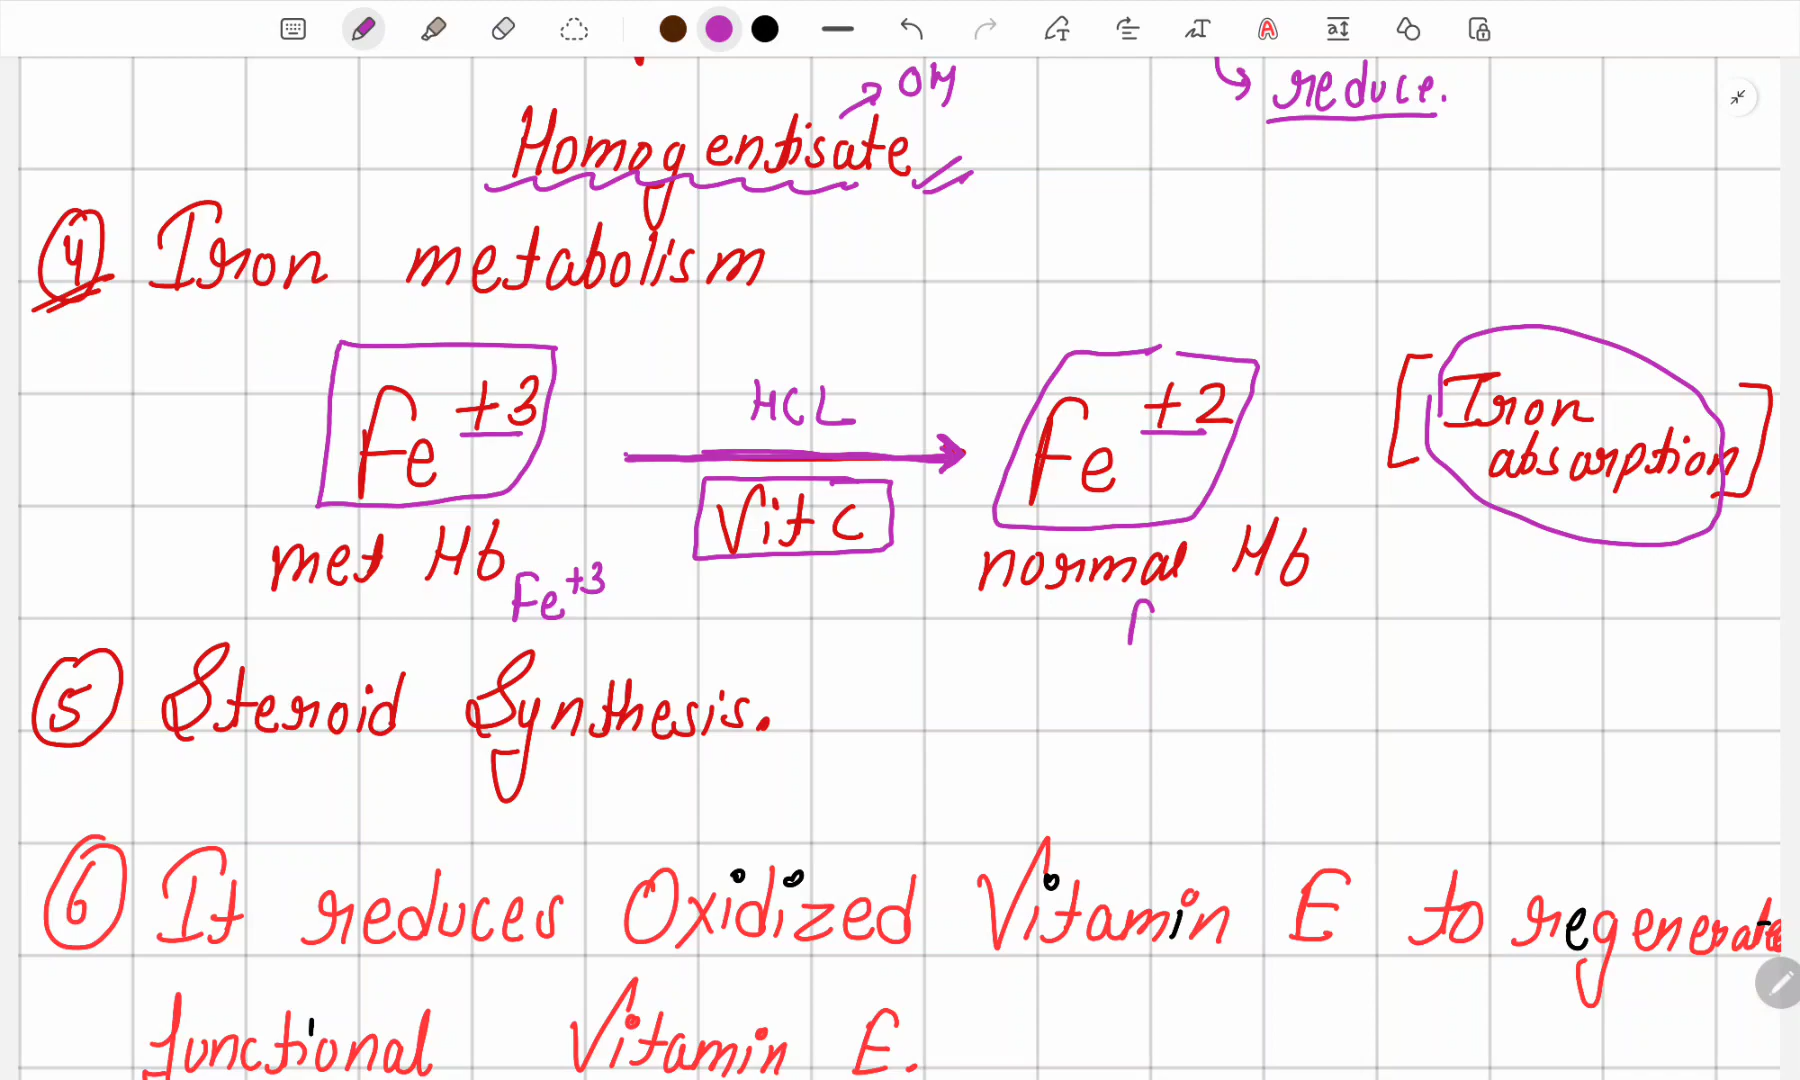 OH
reduce.
Homogentisate
4 Iron metabolism
Fe+3 HCL Vit C Fe+2 [Iron absorption]
met Hb normal Hb
Fe+3
5 Steroid Synthesis.
6 It reduces Oxidized Vitamin E to regenerate
functional Vitamin E.